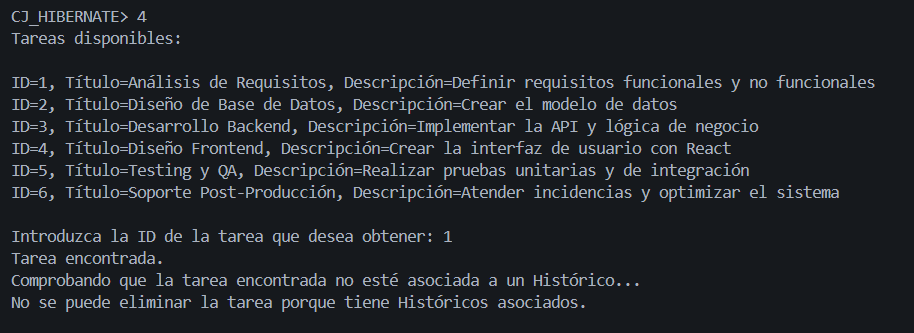 CJ_HIBERNATE> 4
Tareas disponibles:
ID=1, Título=Análisis de Requisitos, Descripción=Definir requisitos funcionales y no funcionales
ID=2, Título=Diseño de Base de Datos, Descripción=Crear el modelo de datos
ID=3, Título=Desarrollo Backend, Descripción=Implementar la API y lógica de negocio
ID=4, Título=Diseño Frontend, Descripción=Crear la interfaz de usuario con React
ID=5, Título=Testing y QA, Descripción=Realizar pruebas unitarias y de integración
ID=6, Título=Soporte Post-Producción, Descripción=Atender incidencias y optimizar el sistema
Introduzca la ID de la tarea que desea obtener: 1
Tarea encontrada.
Comprobando que la tarea encontrada no esté asociada a un Histórico...
No se puede eliminar la tarea porque tiene Históricos asociados.